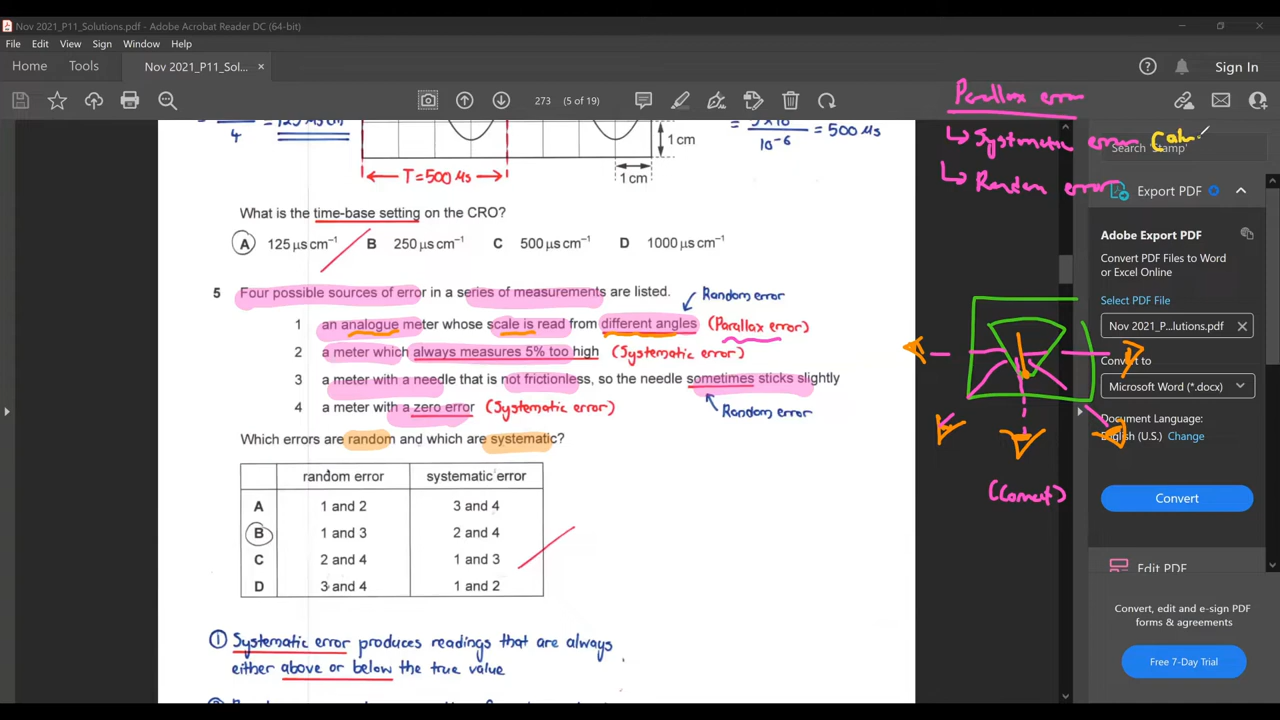 Nov 2021_P11_Solutions.pdf - Adobe Acrobat Reader DC (64-bit)
File Edit View Sign Window Help
Home Tools Nov 2021_P11_Sol... × Sign In
273 (5 of 19)
Parallax error
↳ Systematic error
↳ Random error
4
= 500 µs
10⁻⁶
T = 500 µs
1 cm
1 cm
What is the time-base setting on the CRO?
A 125 µs cm⁻¹ B 250 µs cm⁻¹ C 500 µs cm⁻¹ D 1000 µs cm⁻¹
5 Four possible sources of error in a series of measurements are listed.
Random error
1 an analogue meter whose scale is read from different angles (Parallax error)
2 a meter which always measures 5% too high (Systematic error)
3 a meter with a needle that is not frictionless, so the needle sometimes sticks slightly
Random error
4 a meter with a zero error (Systematic error)
Which errors are random and which are systematic?
random error systematic error
A 1 and 2 3 and 4
B 1 and 3 2 and 4
C 2 and 4 1 and 3
D 3 and 4 1 and 2
① Systematic error produces readings that are always
either above or below the true value
(Correct)
Search 'Stamp'
Export PDF
Adobe Export PDF
Convert PDF Files to Word
or Excel Online
Select PDF File
Nov 2021_P...lutions.pdf
Convert to
Microsoft Word (*.docx)
Document Language:
English (U.S.) Change
Convert
Edit PDF
Convert, edit and e-sign PDF
forms & agreements
Free 7-Day Trial